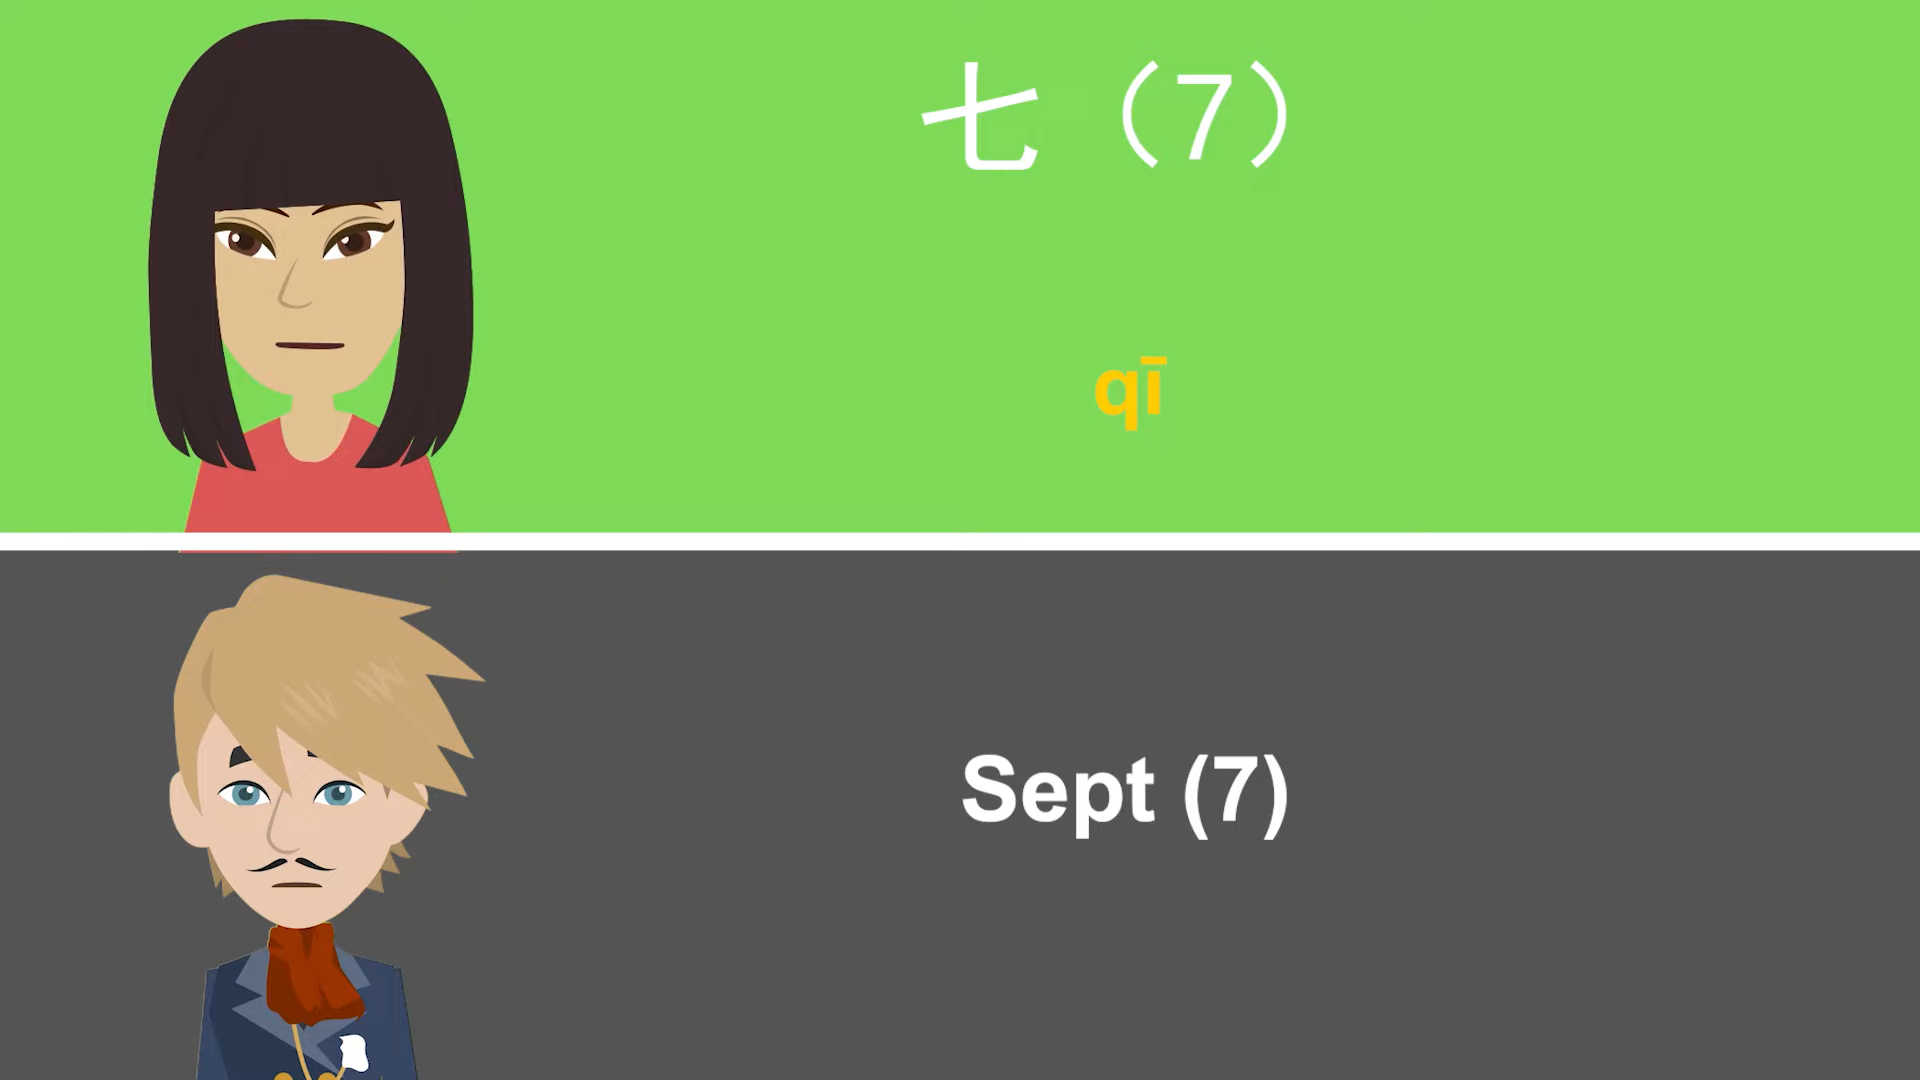 七（7）
qī
Sept (7)